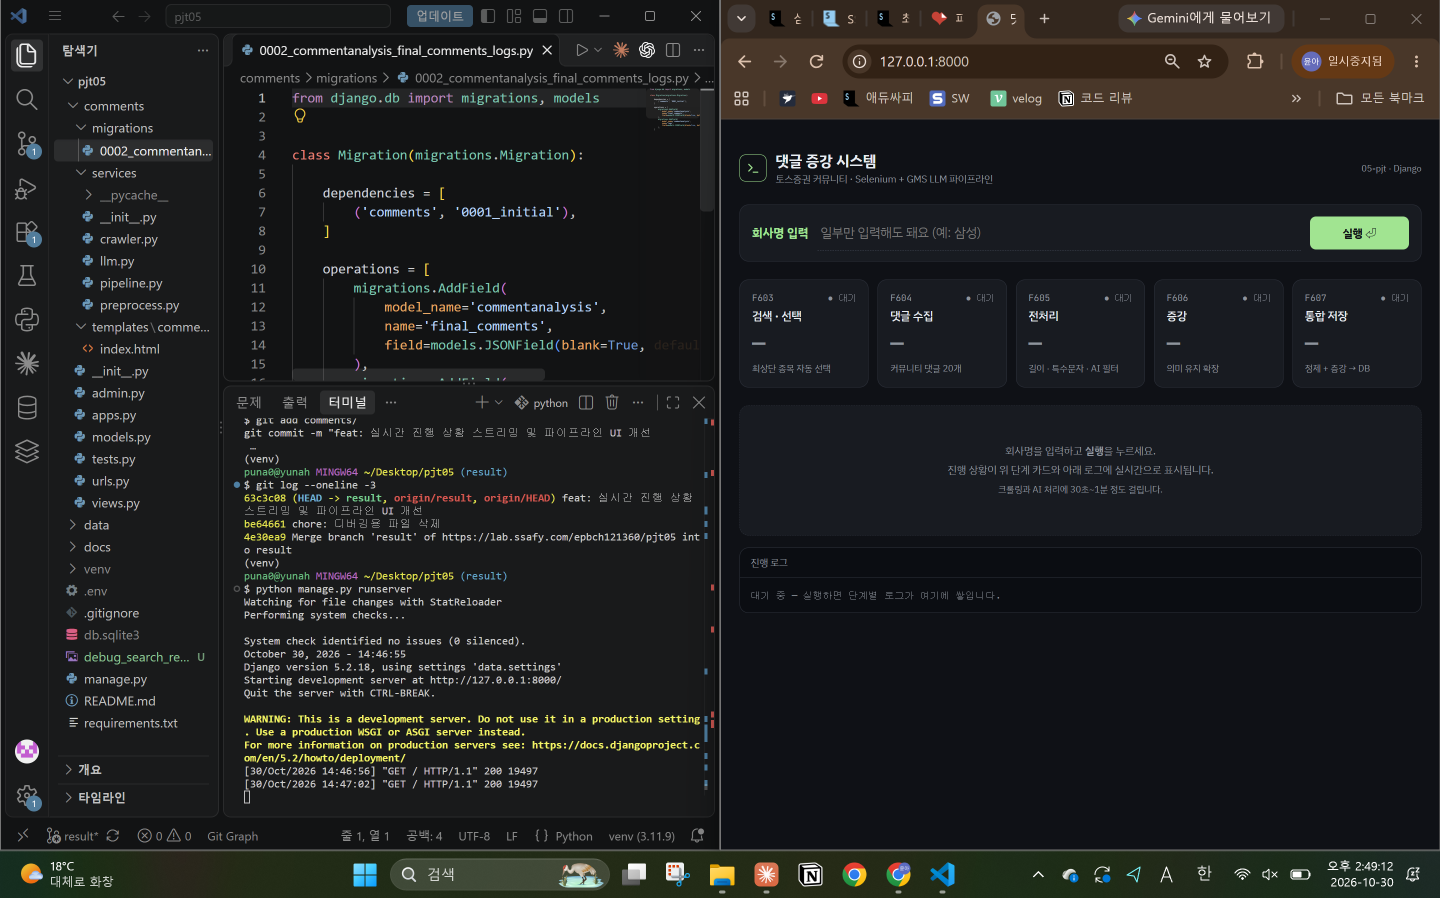 pjt05
업데이트
탐색기
pjt05
comments
migrations
0002_commentan...
services
__pycache__
__init__.py
crawler.py
llm.py
pipeline.py
preprocess.py
templates\comme...
index.html
__init__.py
admin.py
apps.py
models.py
tests.py
urls.py
views.py
data
docs
venv
.env
.gitignore
db.sqlite3
debug_search_re... U
manage.py
README.md
requirements.txt
개요
타임라인
1
1
1
0002_commentanalysis_final_comments_logs.py
comments > migrations > 0002_commentanalysis_final_comments_logs.py > ...
1 from django.db import migrations, models
2
3
4 class Migration(migrations.Migration):
5
6 dependencies = [
7 ('comments', '0001_initial'),
8 ]
9
10 operations = [
11 migrations.AddField(
12 model_name='commentanalysis',
13 name='final_comments',
14 field=models.JSONField(blank=True, defaul
15 ),
문제
출력
터미널
python
$ git add comments/
git commit -m "feat: 실시간 진행 상황 스트리밍 및 파이프라인 UI 개선
…
(venv)
puna0@yunah MINGW64 ~/Desktop/pjt05 (result)
$ git log --oneline -3
63c3c08 (HEAD -> result, origin/result, origin/HEAD) feat: 실시간 진행 상황
스트리밍 및 파이프라인 UI 개선
be64661 chore: 디버깅용 파일 삭제
4e30ea9 Merge branch 'result' of https://lab.ssafy.com/epbch121360/pjt05 int
o result
(venv)
puna0@yunah MINGW64 ~/Desktop/pjt05 (result)
$ python manage.py runserver
Watching for file changes with StatReloader
Performing system checks...
System check identified no issues (0 silenced).
October 30, 2026 - 14:46:55
Django version 5.2.18, using settings 'data.settings'
Starting development server at http://127.0.0.1:8000/
Quit the server with CTRL-BREAK.
WARNING: This is a development server. Do not use it in a production setting
. Use a production WSGI or ASGI server instead.
For more information on production servers see: https://docs.djangoproject.c
om/en/5.2/howto/deployment/
[30/Oct/2026 14:46:56] "GET / HTTP/1.1" 200 19497
[30/Oct/2026 14:47:02] "GET / HTTP/1.1" 200 19497
result*
0
0
Git Graph
줄 1, 열 1
공백: 4
UTF-8
LF
{ } Python
venv (3.11.9)
S
초
Gemini에게 물어보기
127.0.0.1:8000
윤아 일시중지됨
에듀싸피
SW
velog
코드 리뷰
모든 북마크
댓글 증강 시스템
토스증권 커뮤니티 · Selenium + GMS LLM 파이프라인
05-pjt · Django
회사명 입력
일부만 입력해도 돼요 (예: 삼성)
실행 ⏎
F603 ● 대기
검색 · 선택
—
최상단 종목 자동 선택
F604 ● 대기
댓글 수집
—
커뮤니티 댓글 20개
F605 ● 대기
전처리
—
길이 · 특수문자 · AI 필터
F606 ● 대기
증강
—
의미 유지 확장
F607 ● 대기
통합 저장
—
정제 + 증강 → DB
회사명을 입력하고 실행을 누르세요.
진행 상황이 위 단계 카드와 아래 로그에 실시간으로 표시됩니다.
크롤링과 AI 처리에 30초~1분 정도 걸립니다.
진행 로그
대기 중 — 실행하면 단계별 로그가 여기에 쌓입니다.
18°C
대체로 화창
검색
A
한
오후 2:49:12
2026-10-30